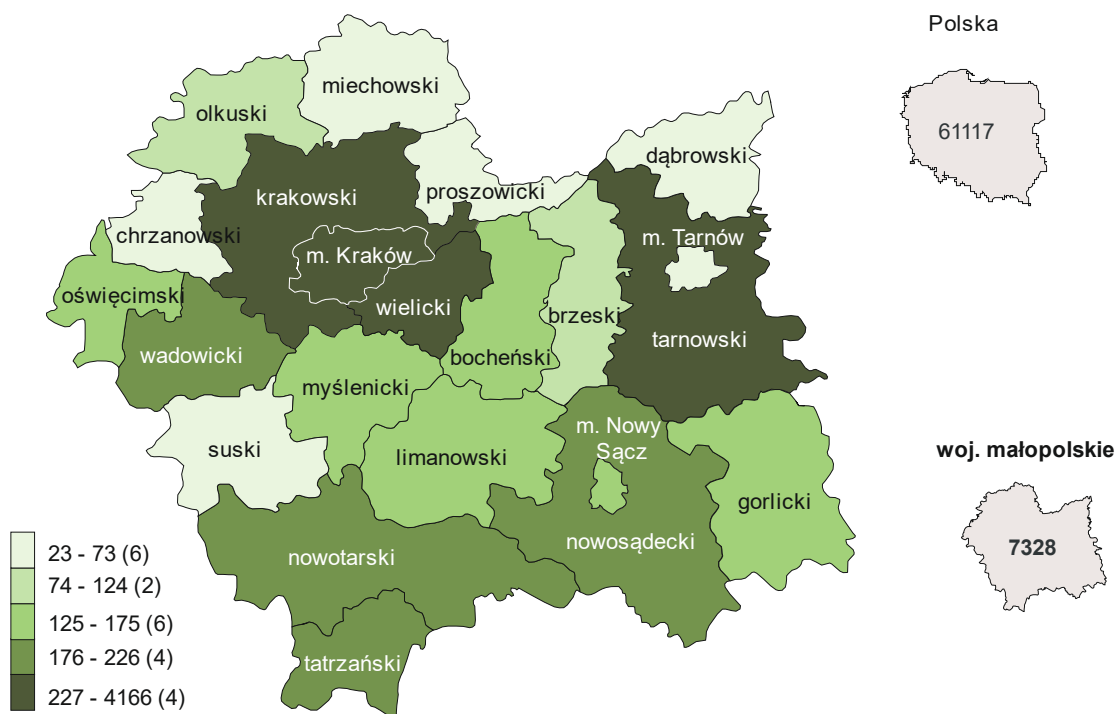 Polska
miechowski
olkuski
61117
dąbrowski
krakowski
proszowicki
chrzanowski
m. Tarnów
m. Kraków
oświęcimski
wielicki
brzeski
tarnowski
wadowicki
bocheński
myślenicki
m. Nowy
Sącz
suski
limanowski
woj. małopolskie
gorlicki
23 - 73 (6)
nowotarski
nowosądecki
7328
74 - 124 (2)
125 - 175 (6)
176 - 226 (4)
tatrzański
227 - 4166 (4)